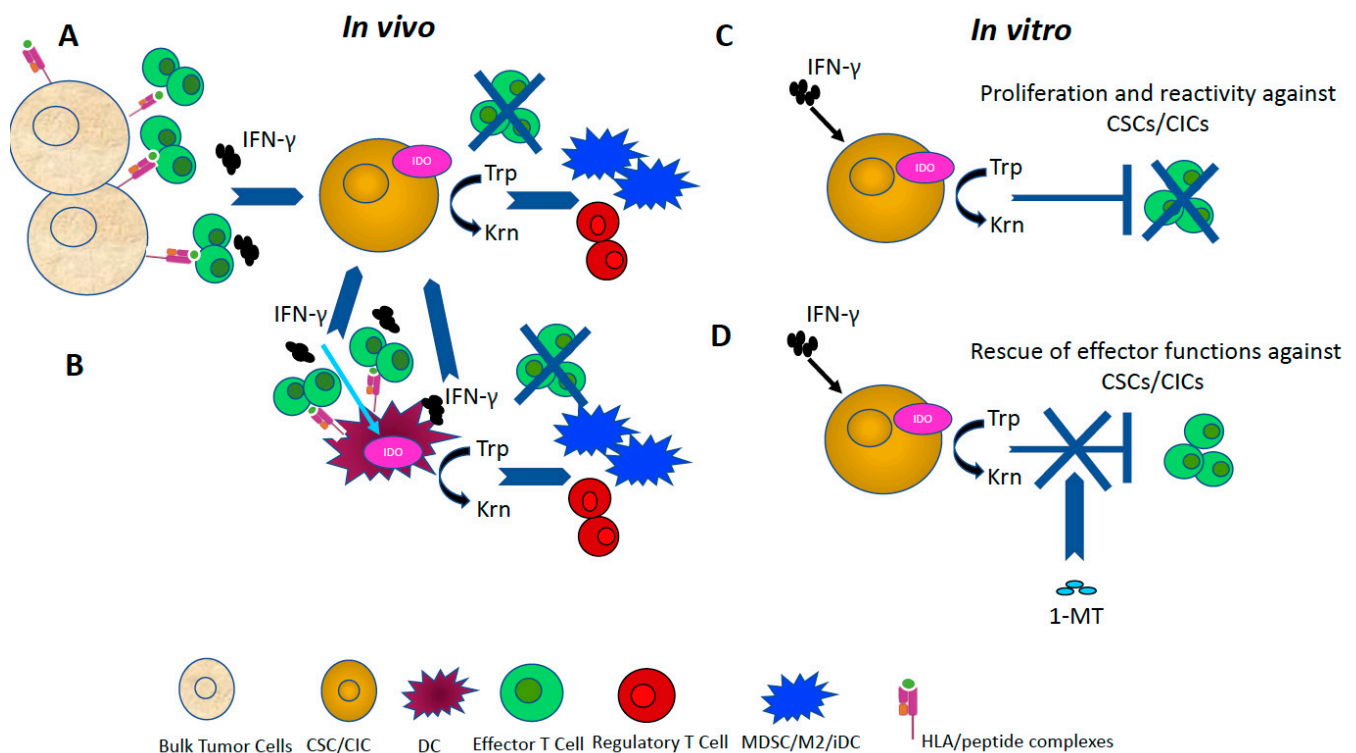 A
In vivo
IFN-γ
IDO
Trp
Krn
B
IFN-γ
IFN-γ
IDO
Trp
Krn
C
In vitro
IFN-γ
Proliferation and reactivity against
CSCs/CICs
IDO
Trp
Krn
D
IFN-γ
Rescue of effector functions against
CSCs/CICs
IDO
Trp
Krn
1-MT
Bulk Tumor Cells
CSC/CIC
DC
Effector T Cell
Regulatory T Cell
MDSC/M2/iDC
HLA/peptide complexes